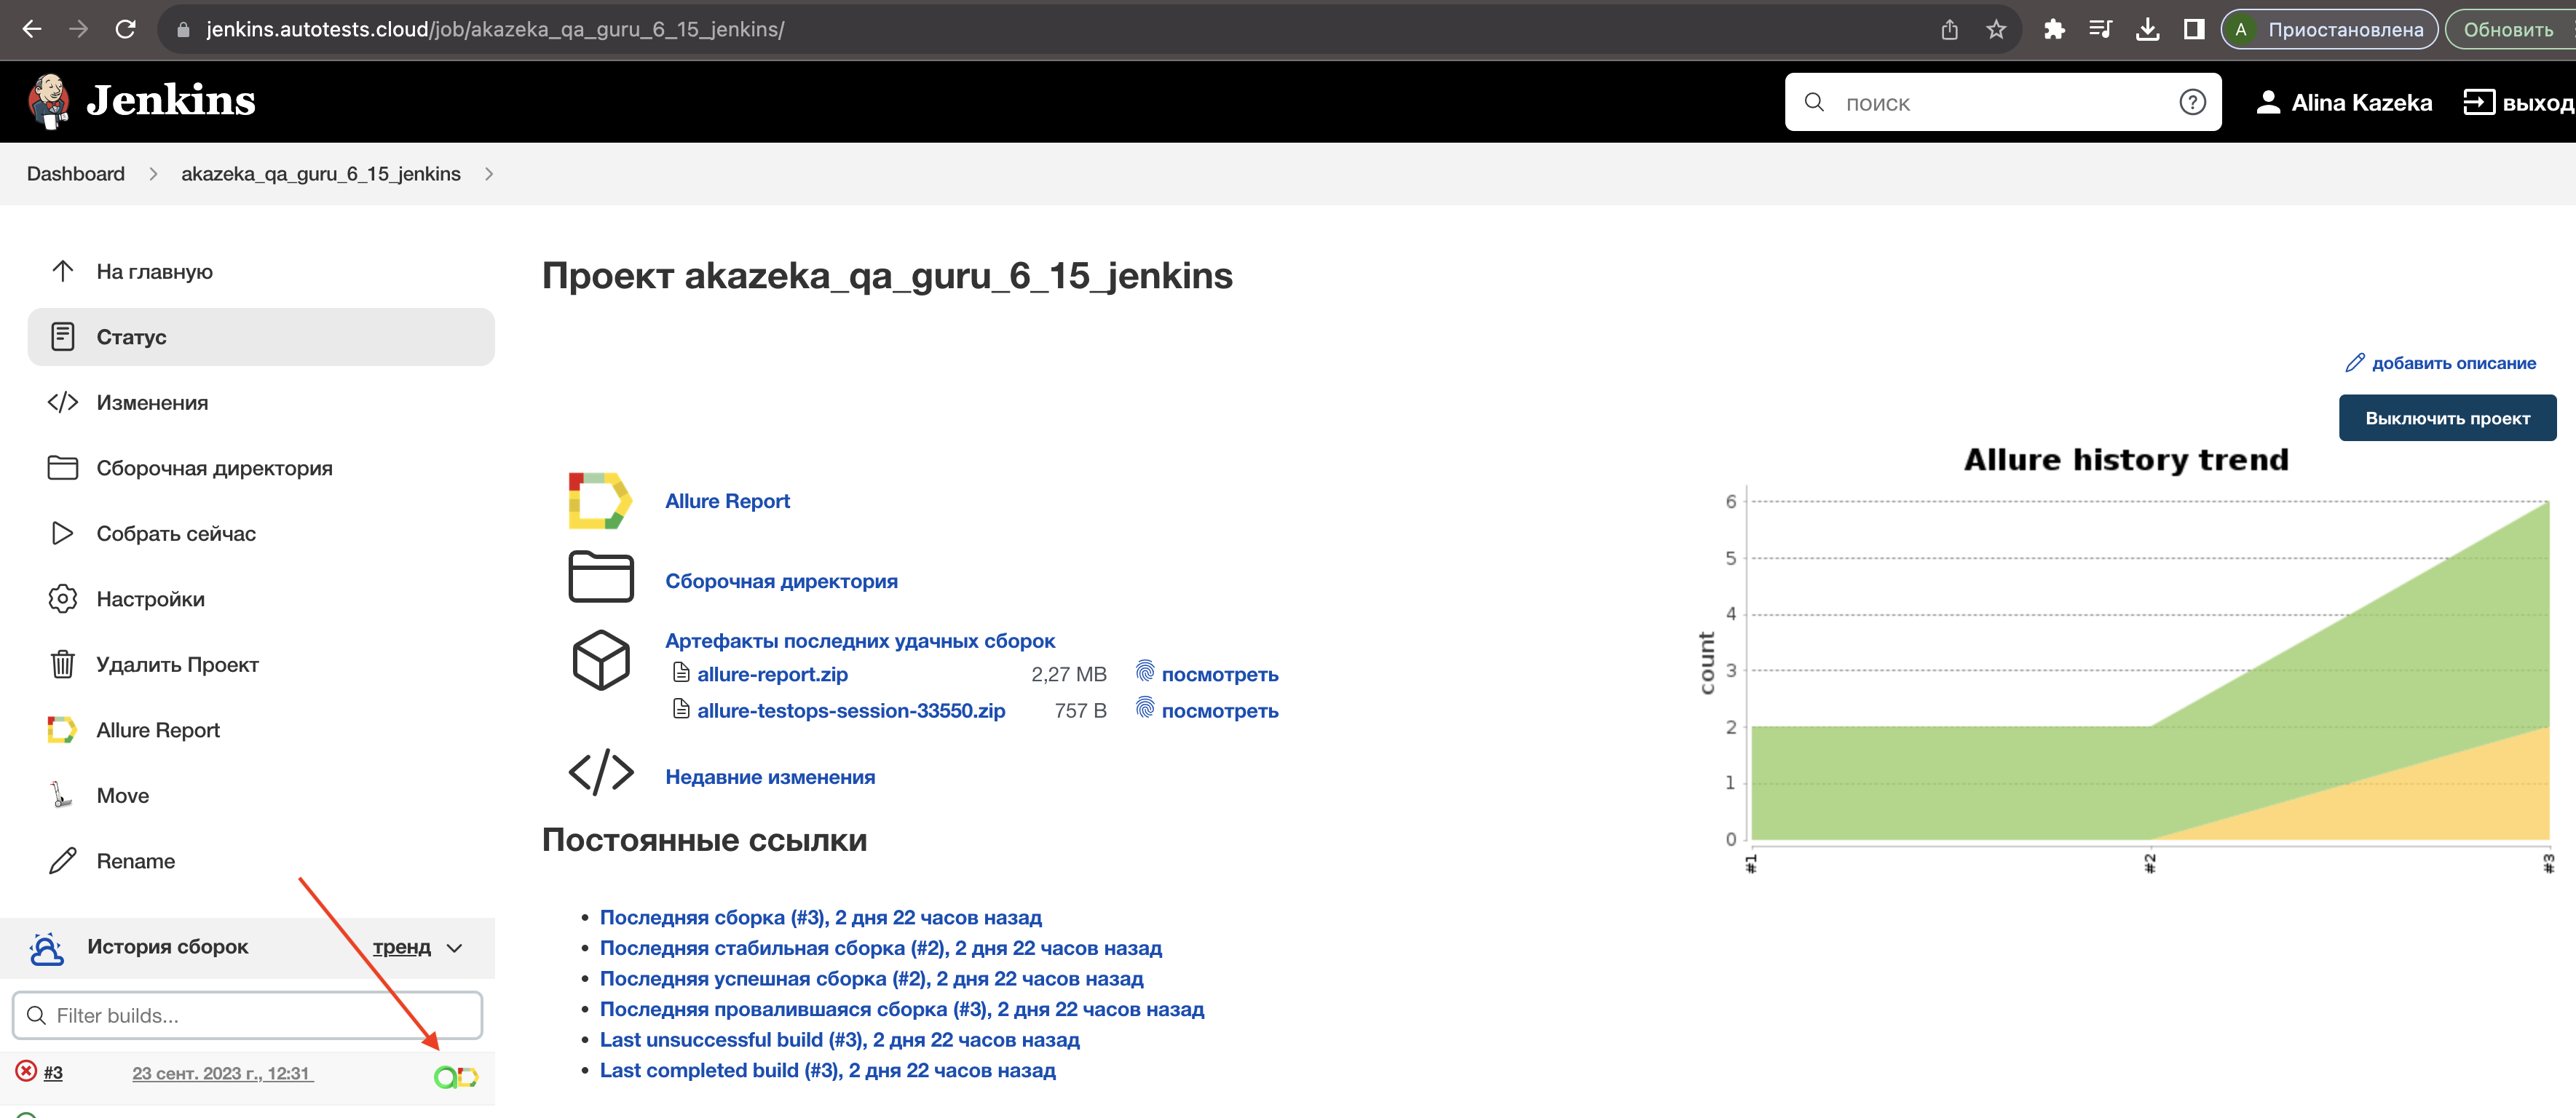 jenkins.autotests.cloud/job/akazeka_qa_guru_6_15_jenkins/
A Приостановлена
Обновить
Jenkins
поиск
Alina Kazeka
выход
Dashboard
akazeka_qa_guru_6_15_jenkins
На главную
Статус
Изменения
Сборочная директория
Собрать сейчас
Настройки
Удалить Проект
Allure Report
Move
Rename
История сборок
тренд
Filter builds...
#3
23 сент. 2023 г., 12:31
Проект akazeka_qa_guru_6_15_jenkins
добавить описание
Выключить проект
Allure Report
Сборочная директория
Артефакты последних удачных сборок
allure-report.zip 2,27 MB посмотреть
allure-testops-session-33550.zip 757 B посмотреть
Недавние изменения
Постоянные ссылки
• Последняя сборка (#3), 2 дня 22 часов назад
• Последняя стабильная сборка (#2), 2 дня 22 часов назад
• Последняя успешная сборка (#2), 2 дня 22 часов назад
• Последняя провалившаяся сборка (#3), 2 дня 22 часов назад
• Last unsuccessful build (#3), 2 дня 22 часов назад
• Last completed build (#3), 2 дня 22 часов назад
Allure history trend
count
6
5
4
3
2
1
0
#1
#2
#3